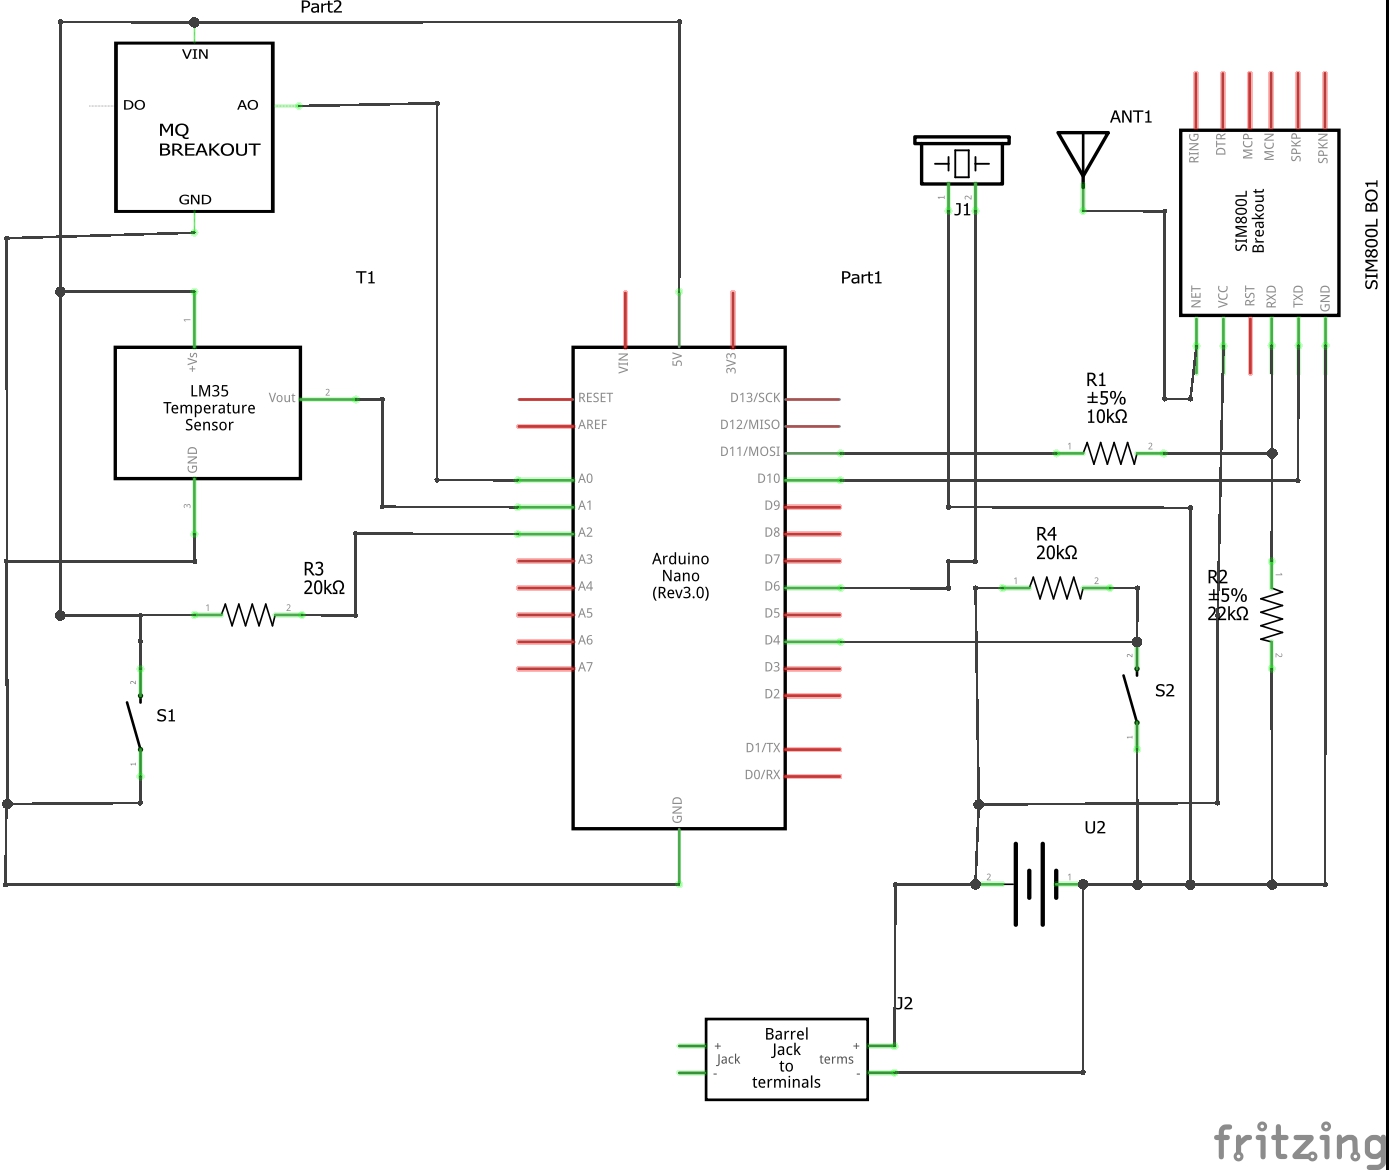 Part2
VIN
DO
AO
MQ
BREAKOUT
GND
ANT1
RING
DTR
MCP
MCN
SPKP
SPKN
SIM800L
Breakout
SIM800L BO1
NET
VCC
RST
RXD
TXD
GND
1
2
J1
T1
Part1
1
+Vs
LM35
Temperature
Sensor
Vout
2
GND
3
VIN
5V
3V3
RESET
AREF
A0
A1
A2
A3
A4
A5
A6
A7
Arduino
Nano
(Rev3.0)
D13/SCK
D12/MISO
D11/MOSI
D10
D9
D8
D7
D6
D5
D4
D3
D2
D1/TX
D0/RX
GND
R1
±5%
10kΩ
1
2
R4
20kΩ
1
2
R2
±5%
22kΩ
1
2
R3
20kΩ
1
2
2
S1
1
2
S2
1
U2
2
1
J2
Barrel
Jack
to
terminals
+
Jack
-
+
terms
-
fritzing